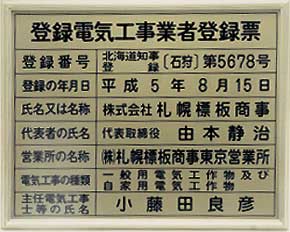 登録電気工事業者登録票
登録番号 北海道知事登録 [石狩] 第5678号
登録の年月日 平成5年8月15日
氏名又は名称 株式会社 札幌標板商事
代表者の氏名 代表取締役 由本静治
営業所の名称 ㈱札幌標板商事東京営業所
電気工事の種類 一般用電気工作物及び
自家用電気工作物
主任電気工事
士等の氏名 小藤田良彦